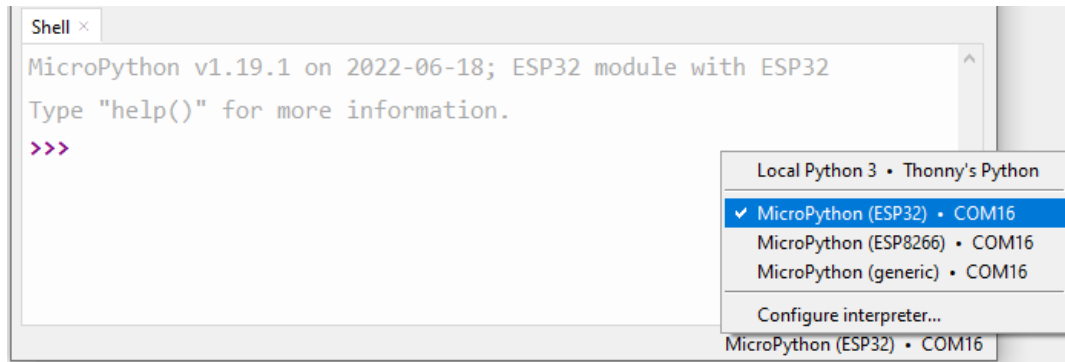 Shell ×
MicroPython v1.19.1 on 2022-06-18; ESP32 module with ESP32
Type "help()" for more information.
>>>
Local Python 3 • Thonny's Python
✓ MicroPython (ESP32) • COM16
MicroPython (ESP8266) • COM16
MicroPython (generic) • COM16
Configure interpreter...
MicroPython (ESP32) • COM16